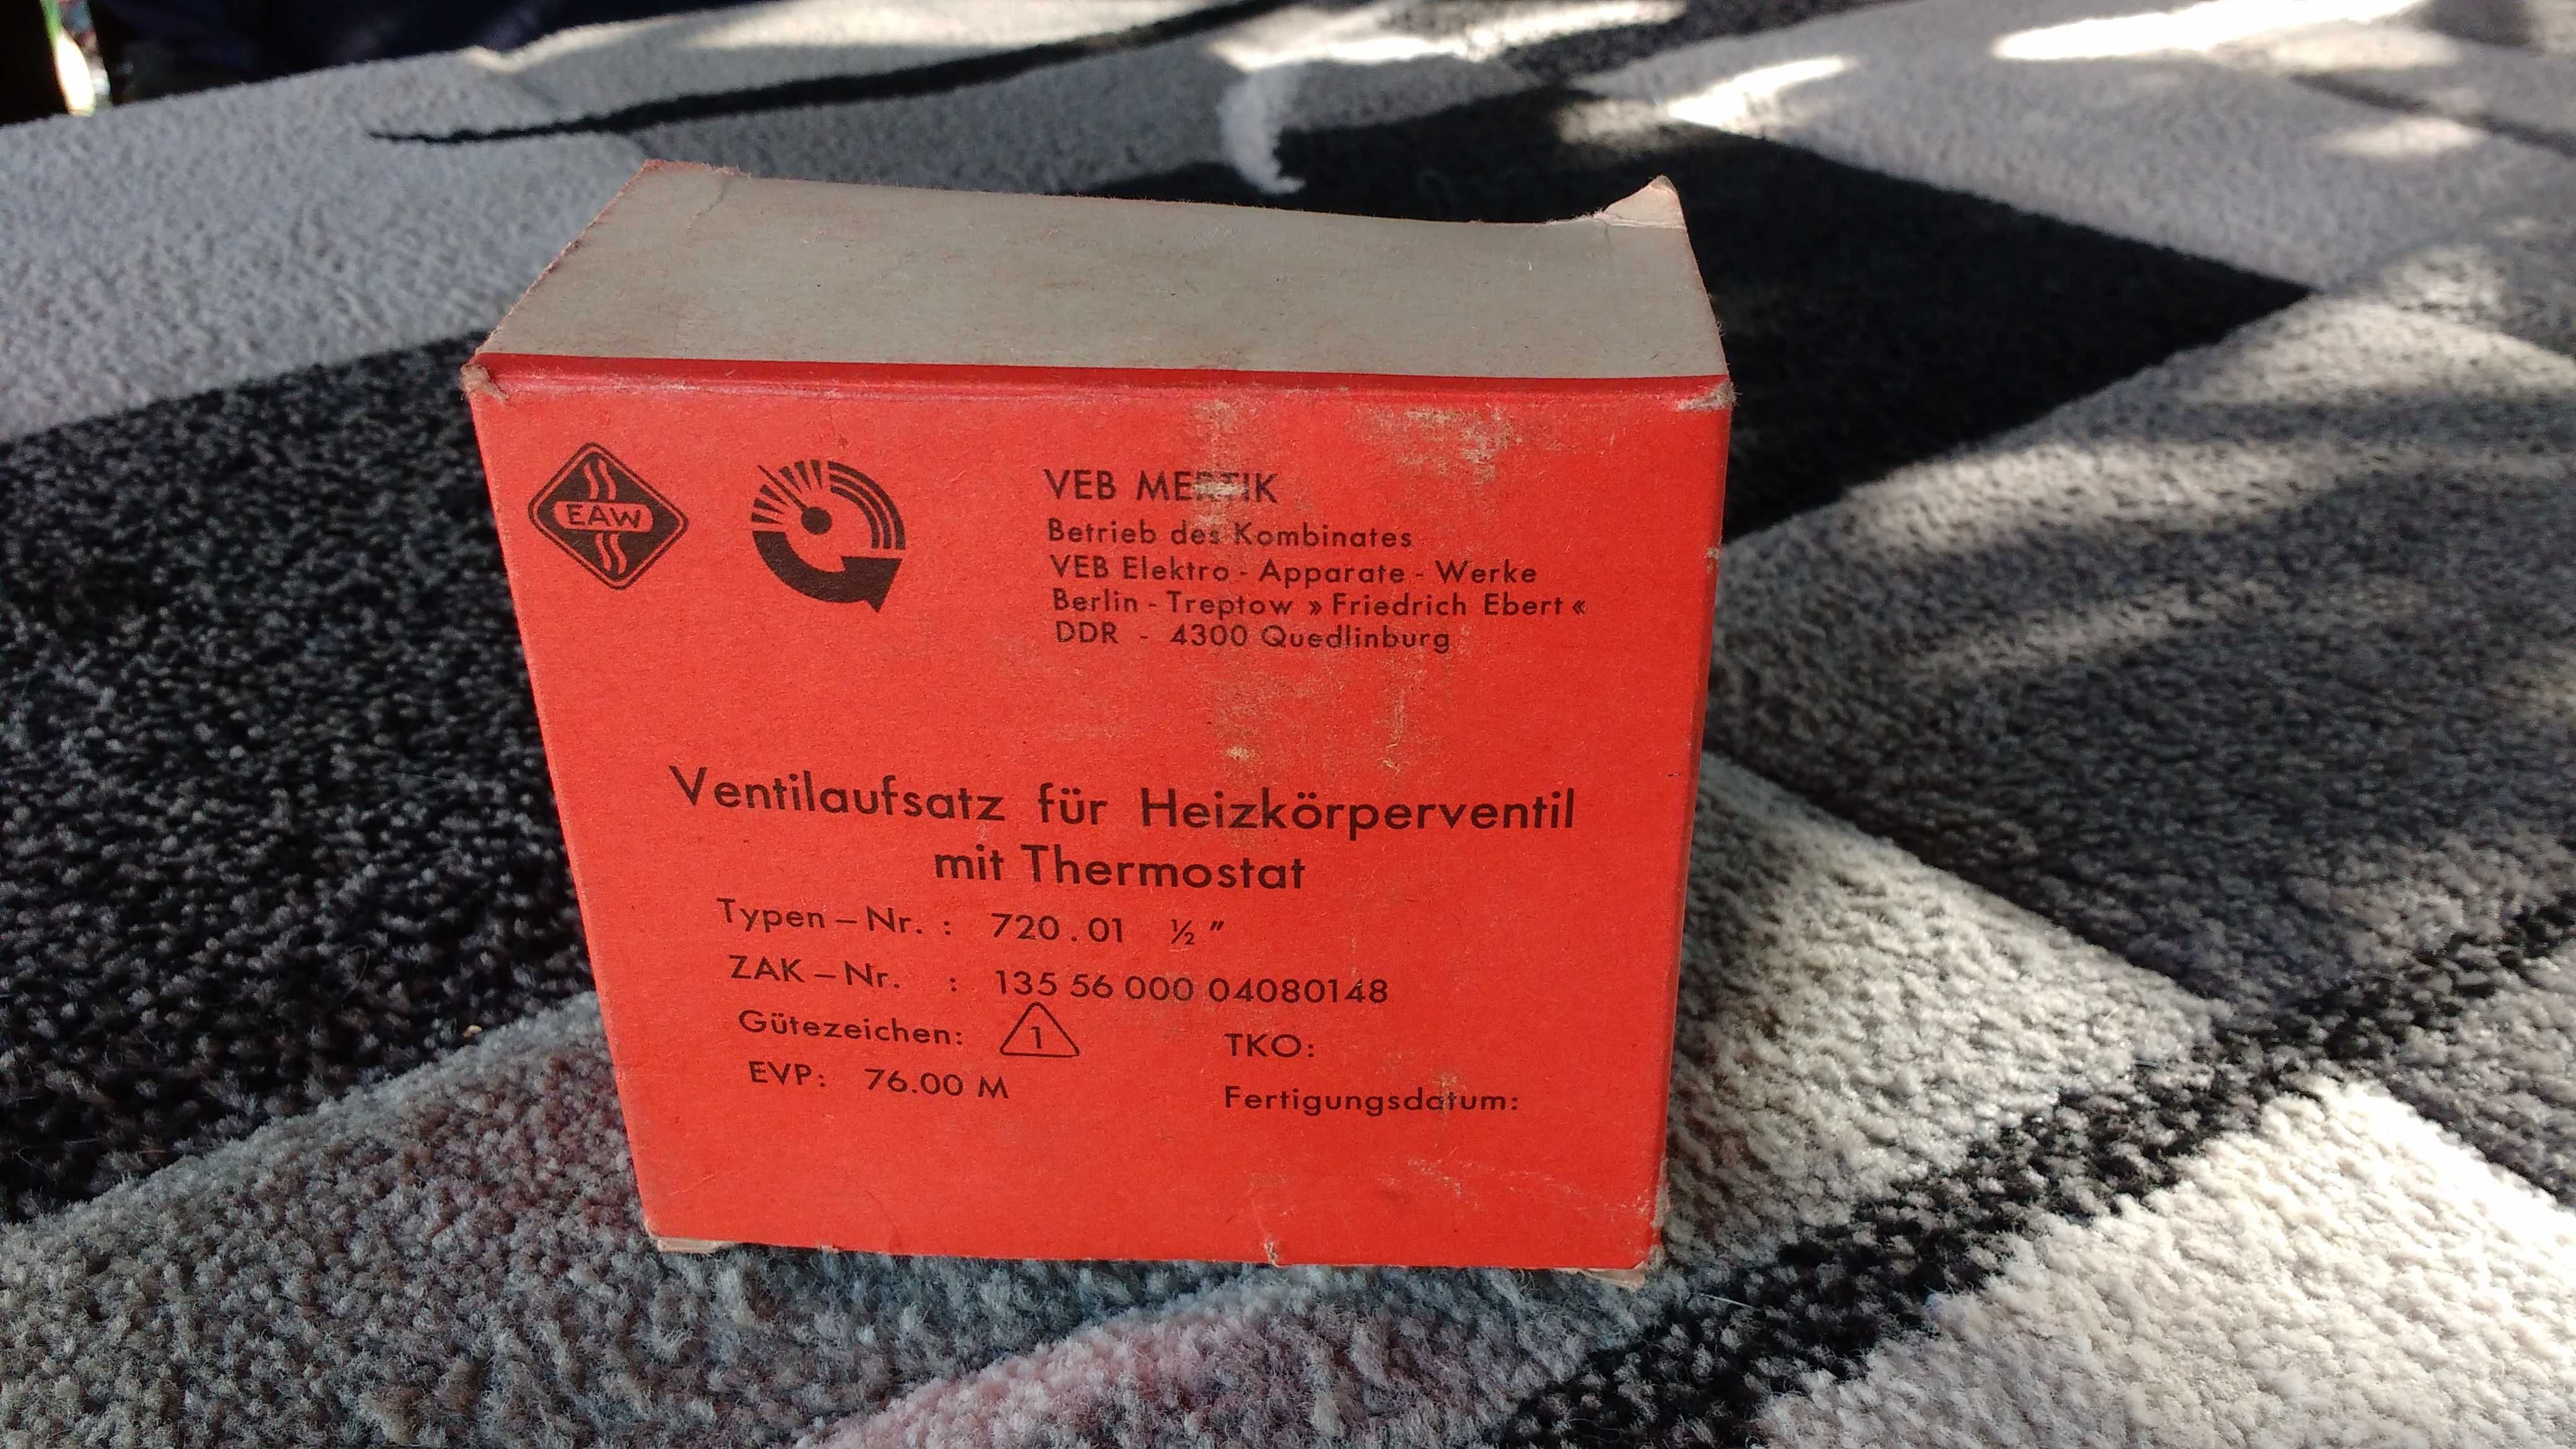 EAW
VEB MERTIK
Betrieb des Kombinates
VEB Elektro - Apparate - Werke
Berlin - Treptow » Friedrich Ebert «
DDR - 4300 Quedlinburg
Ventilaufsatz für Heizkörperventil
mit Thermostat
Typen – Nr. : 720.01 ½"
ZAK – Nr. : 135 56 000 04080148
Gütezeichen: 1 TKO:
EVP: 76.00 M Fertigungsdatum: